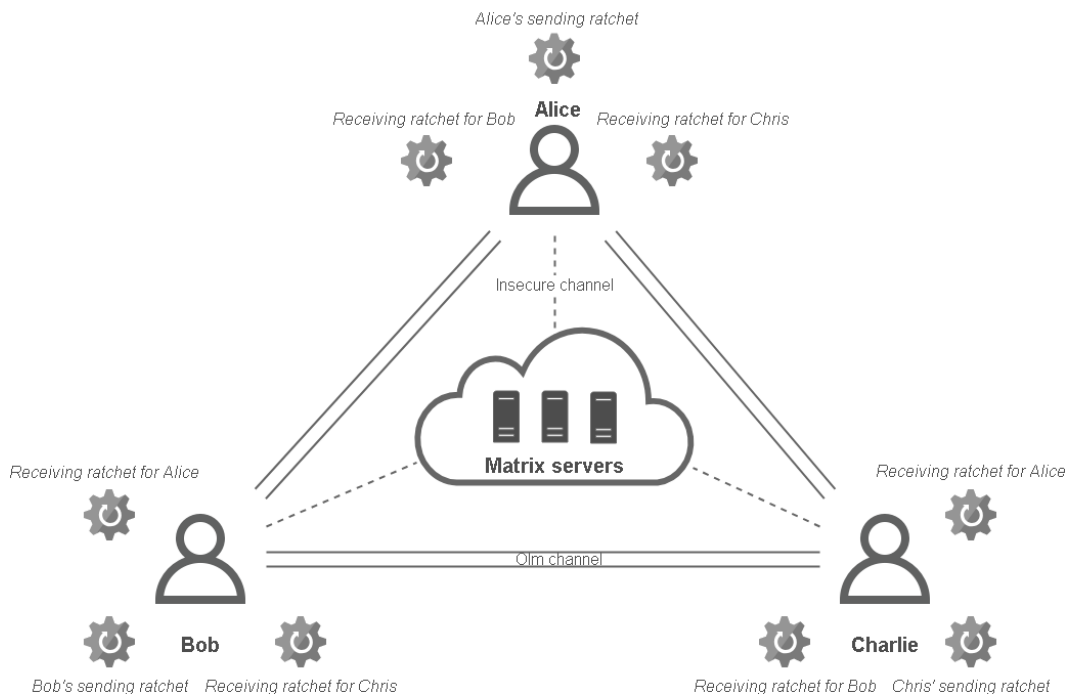 Alice's sending ratchet
Alice
Receiving ratchet for Bob
Receiving ratchet for Chris
Insecure channel
Matrix servers
Receiving ratchet for Alice
Receiving ratchet for Alice
Olm channel
Bob
Charlie
Bob's sending ratchet
Receiving ratchet for Chris
Receiving ratchet for Bob
Chris' sending ratchet